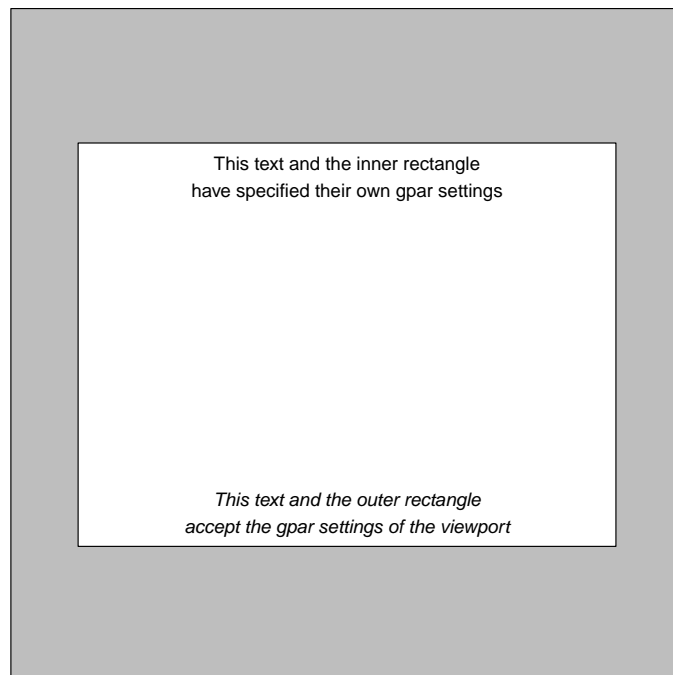 This text and the inner rectangle
have specified their own gpar settings
This text and the outer rectangle
accept the gpar settings of the viewport